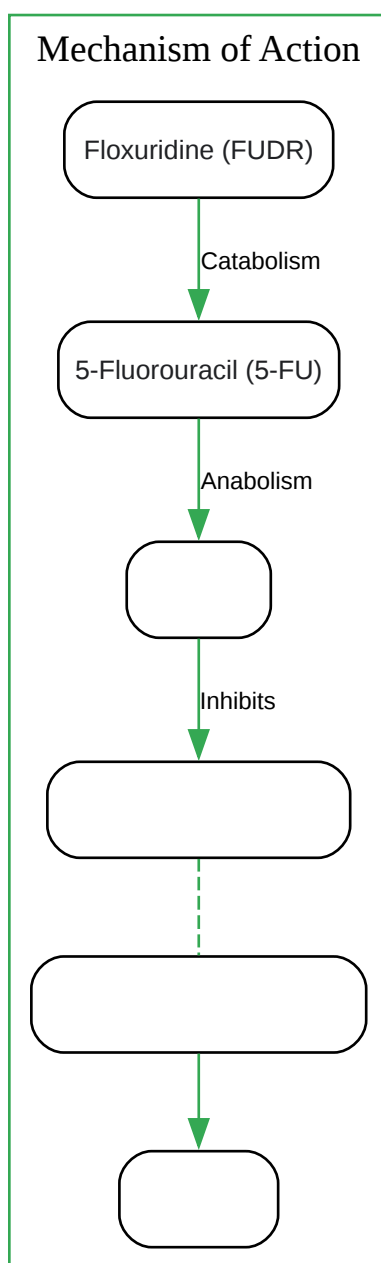 Mechanism of Action
Floxuridine (FUDR)
Catabolism
5-Fluorouracil (5-FU)
Anabolism
Inhibits